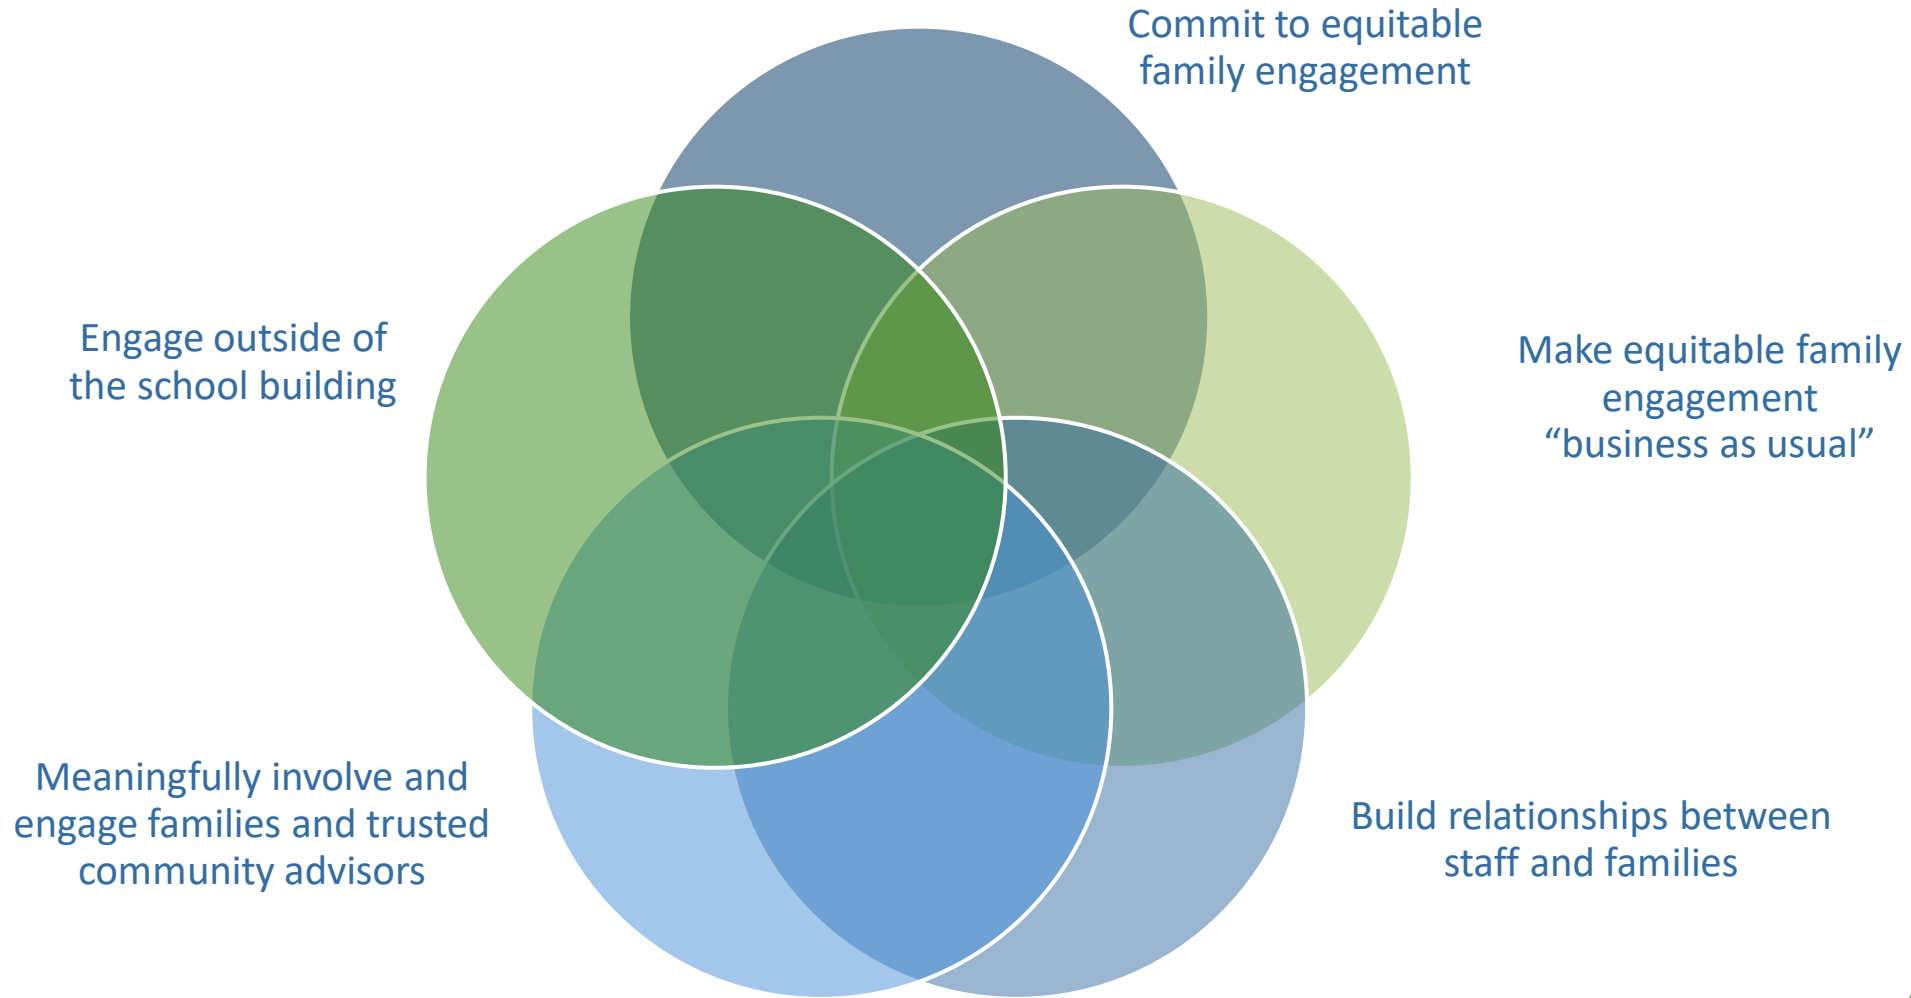 Commit to equitable
family engagement
Engage outside of
the school building
Make equitable family
engagement
“business as usual”
Meaningfully involve and
engage families and trusted
community advisors
Build relationships between
staff and families